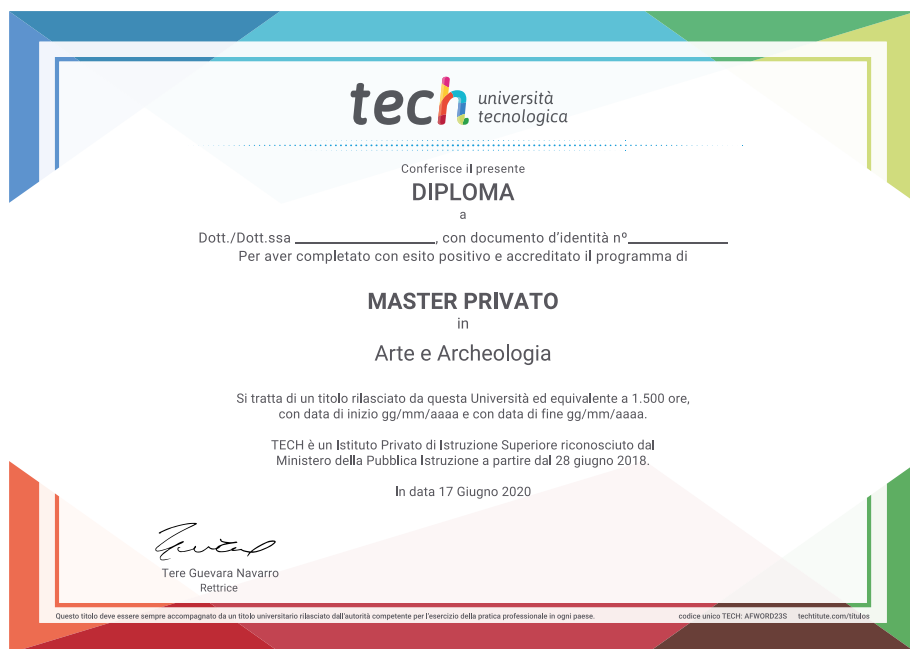 tech università
tecnologica
Conferisce il presente
DIPLOMA
a
Dott./Dott.ssa ________________, con documento d'identità nº____________
Per aver completato con esito positivo e accreditato il programma di
MASTER PRIVATO
in
Arte e Archeologia
Si tratta di un titolo rilasciato da questa Università ed equivalente a 1.500 ore,
con data di inizio gg/mm/aaaa e con data di fine gg/mm/aaaa.
TECH è un Istituto Privato di Istruzione Superiore riconosciuto dal
Ministero della Pubblica Istruzione a partire dal 28 giugno 2018.
In data 17 Giugno 2020
Tere Guevara Navarro
Rettrice
Questo titolo deve essere sempre accompagnato da un titolo universitario rilasciato dall'autorità competente per l'esercizio della pratica professionale in ogni paese. codice unico TECH: AFWORD23S techtitute.com/titulos